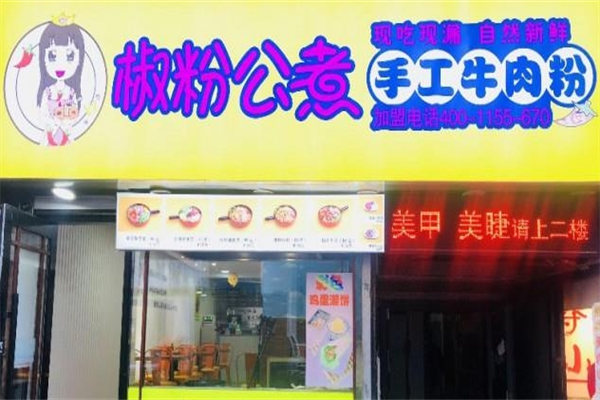 椒粉公煮
现吃现漏 自然新鲜
手工牛肉粉
加盟电话400-1155-670
美甲 美睫请上二楼
鸡蛋灌饼